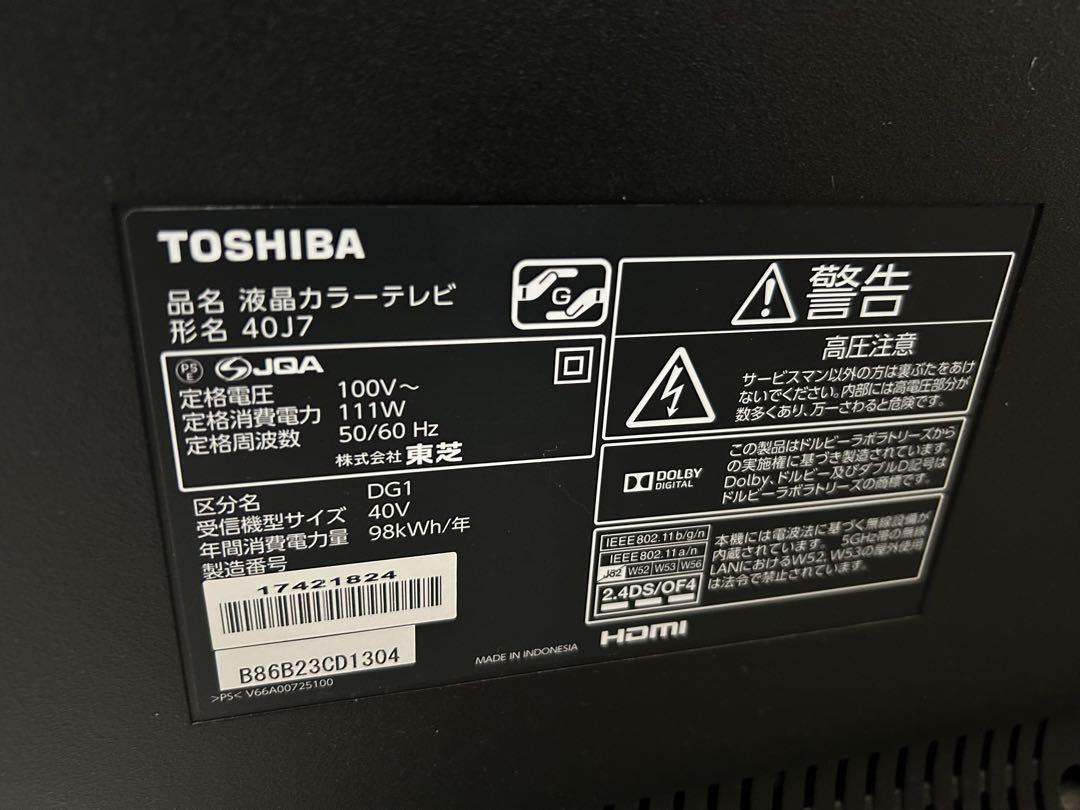 TOSHIBA
品名 液晶カラーテレビ
形名 40J7
G
PS
E
JQA
定格電圧 100V～
定格消費電力 111W
定格周波数 50/60 Hz
株式会社 東芝
区分名 DG1
受信機型サイズ 40V
年間消費電力量 98kWh/年
製造番号
17421824
B86B23CD1304
>PS< V66A00725100
MADE IN INDONESIA
警告
高圧注意
サービスマン以外の方は裏ぶたをあけ
ないでください。内部には高電圧部分が
数多くあり、万一さわると危険です。
DOLBY
DIGITAL
この製品はドルビーラボラトリーズから
の実施権に基づき製造されています。
Dolby、ドルビー及びダブルD記号は
ドルビーラボラトリーズの商標です。
IEEE802.11b/g/n
IEEE802.11a/n
J52 W52 W53 W56
2.4DS/OF4
本機には電波法に基づく無線設備が
内蔵されています。 5GHz帯の無線
LANにおけるW52、W53の屋外使用
は法令で禁止されています。
HDMI